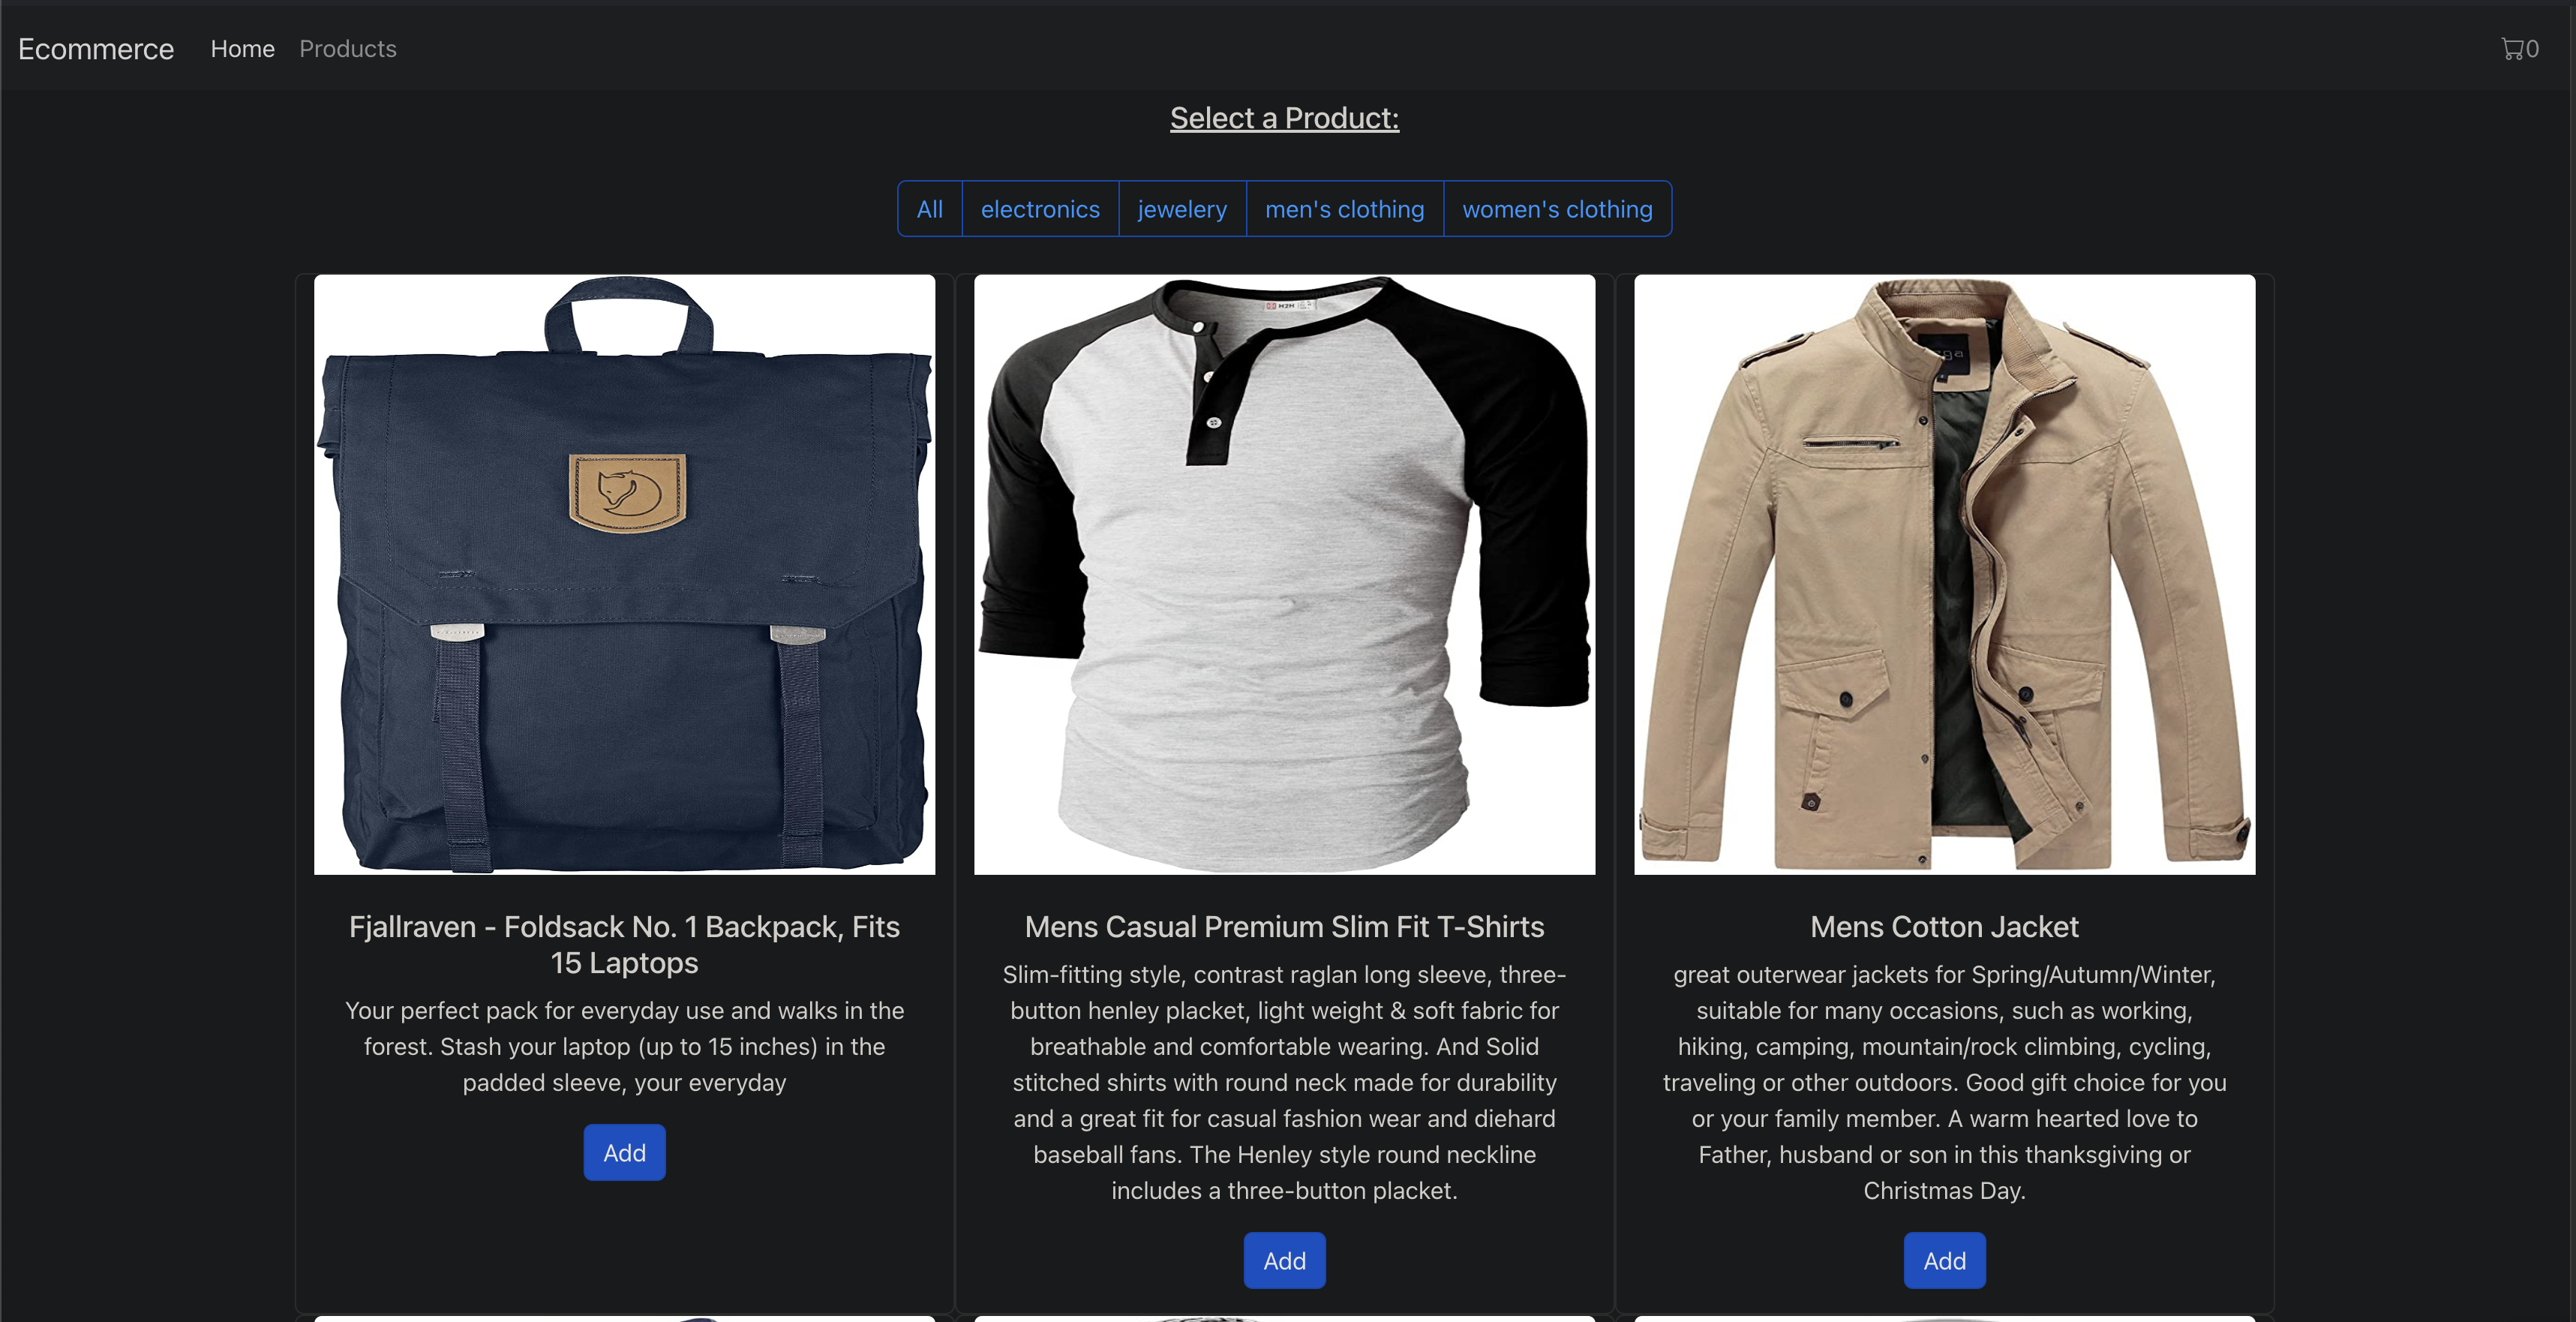 Ecommerce Home Products 0
Select a Product:
All electronics jewelery men's clothing women's clothing
H2H
Fjallraven - Foldsack No. 1 Backpack, Fits
15 Laptops
Your perfect pack for everyday use and walks in the
forest. Stash your laptop (up to 15 inches) in the
padded sleeve, your everyday
Add
Mens Casual Premium Slim Fit T-Shirts
Slim-fitting style, contrast raglan long sleeve, three-
button henley placket, light weight & soft fabric for
breathable and comfortable wearing. And Solid
stitched shirts with round neck made for durability
and a great fit for casual fashion wear and diehard
baseball fans. The Henley style round neckline
includes a three-button placket.
Add
Mens Cotton Jacket
great outerwear jackets for Spring/Autumn/Winter,
suitable for many occasions, such as working,
hiking, camping, mountain/rock climbing, cycling,
traveling or other outdoors. Good gift choice for you
or your family member. A warm hearted love to
Father, husband or son in this thanksgiving or
Christmas Day.
Add